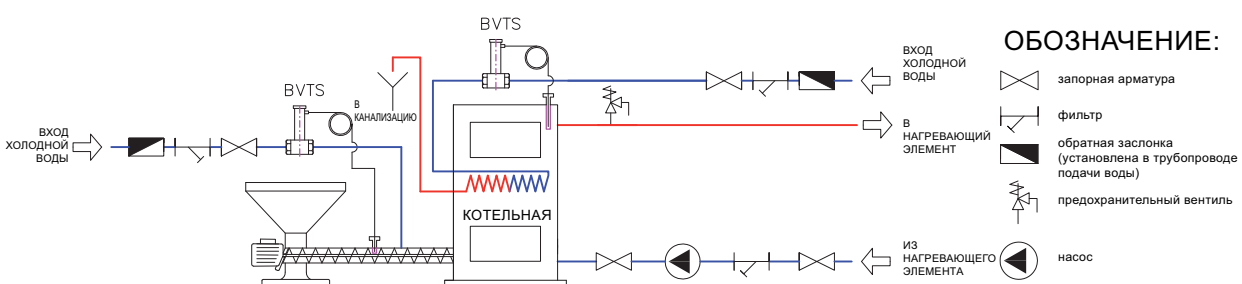 BVTS
BVTS
В
КАНАЛИЗАЦИЮ
ВХОД
ХОЛОДНОЙ
ВОДЫ
ВХОД
ХОЛОДНОЙ
ВОДЫ
В
НАГРЕВАЮЩИЙ
ЭЛЕМЕНТ
КОТЕЛЬНАЯ
ИЗ
НАГРЕВАЮЩЕГО
ЭЛЕМЕНТА
ОБОЗНАЧЕНИЕ:
запорная арматура
фильтр
обратная заслонка
(установлена в трубопроводе
подачи воды)
предохранительный вентиль
насос